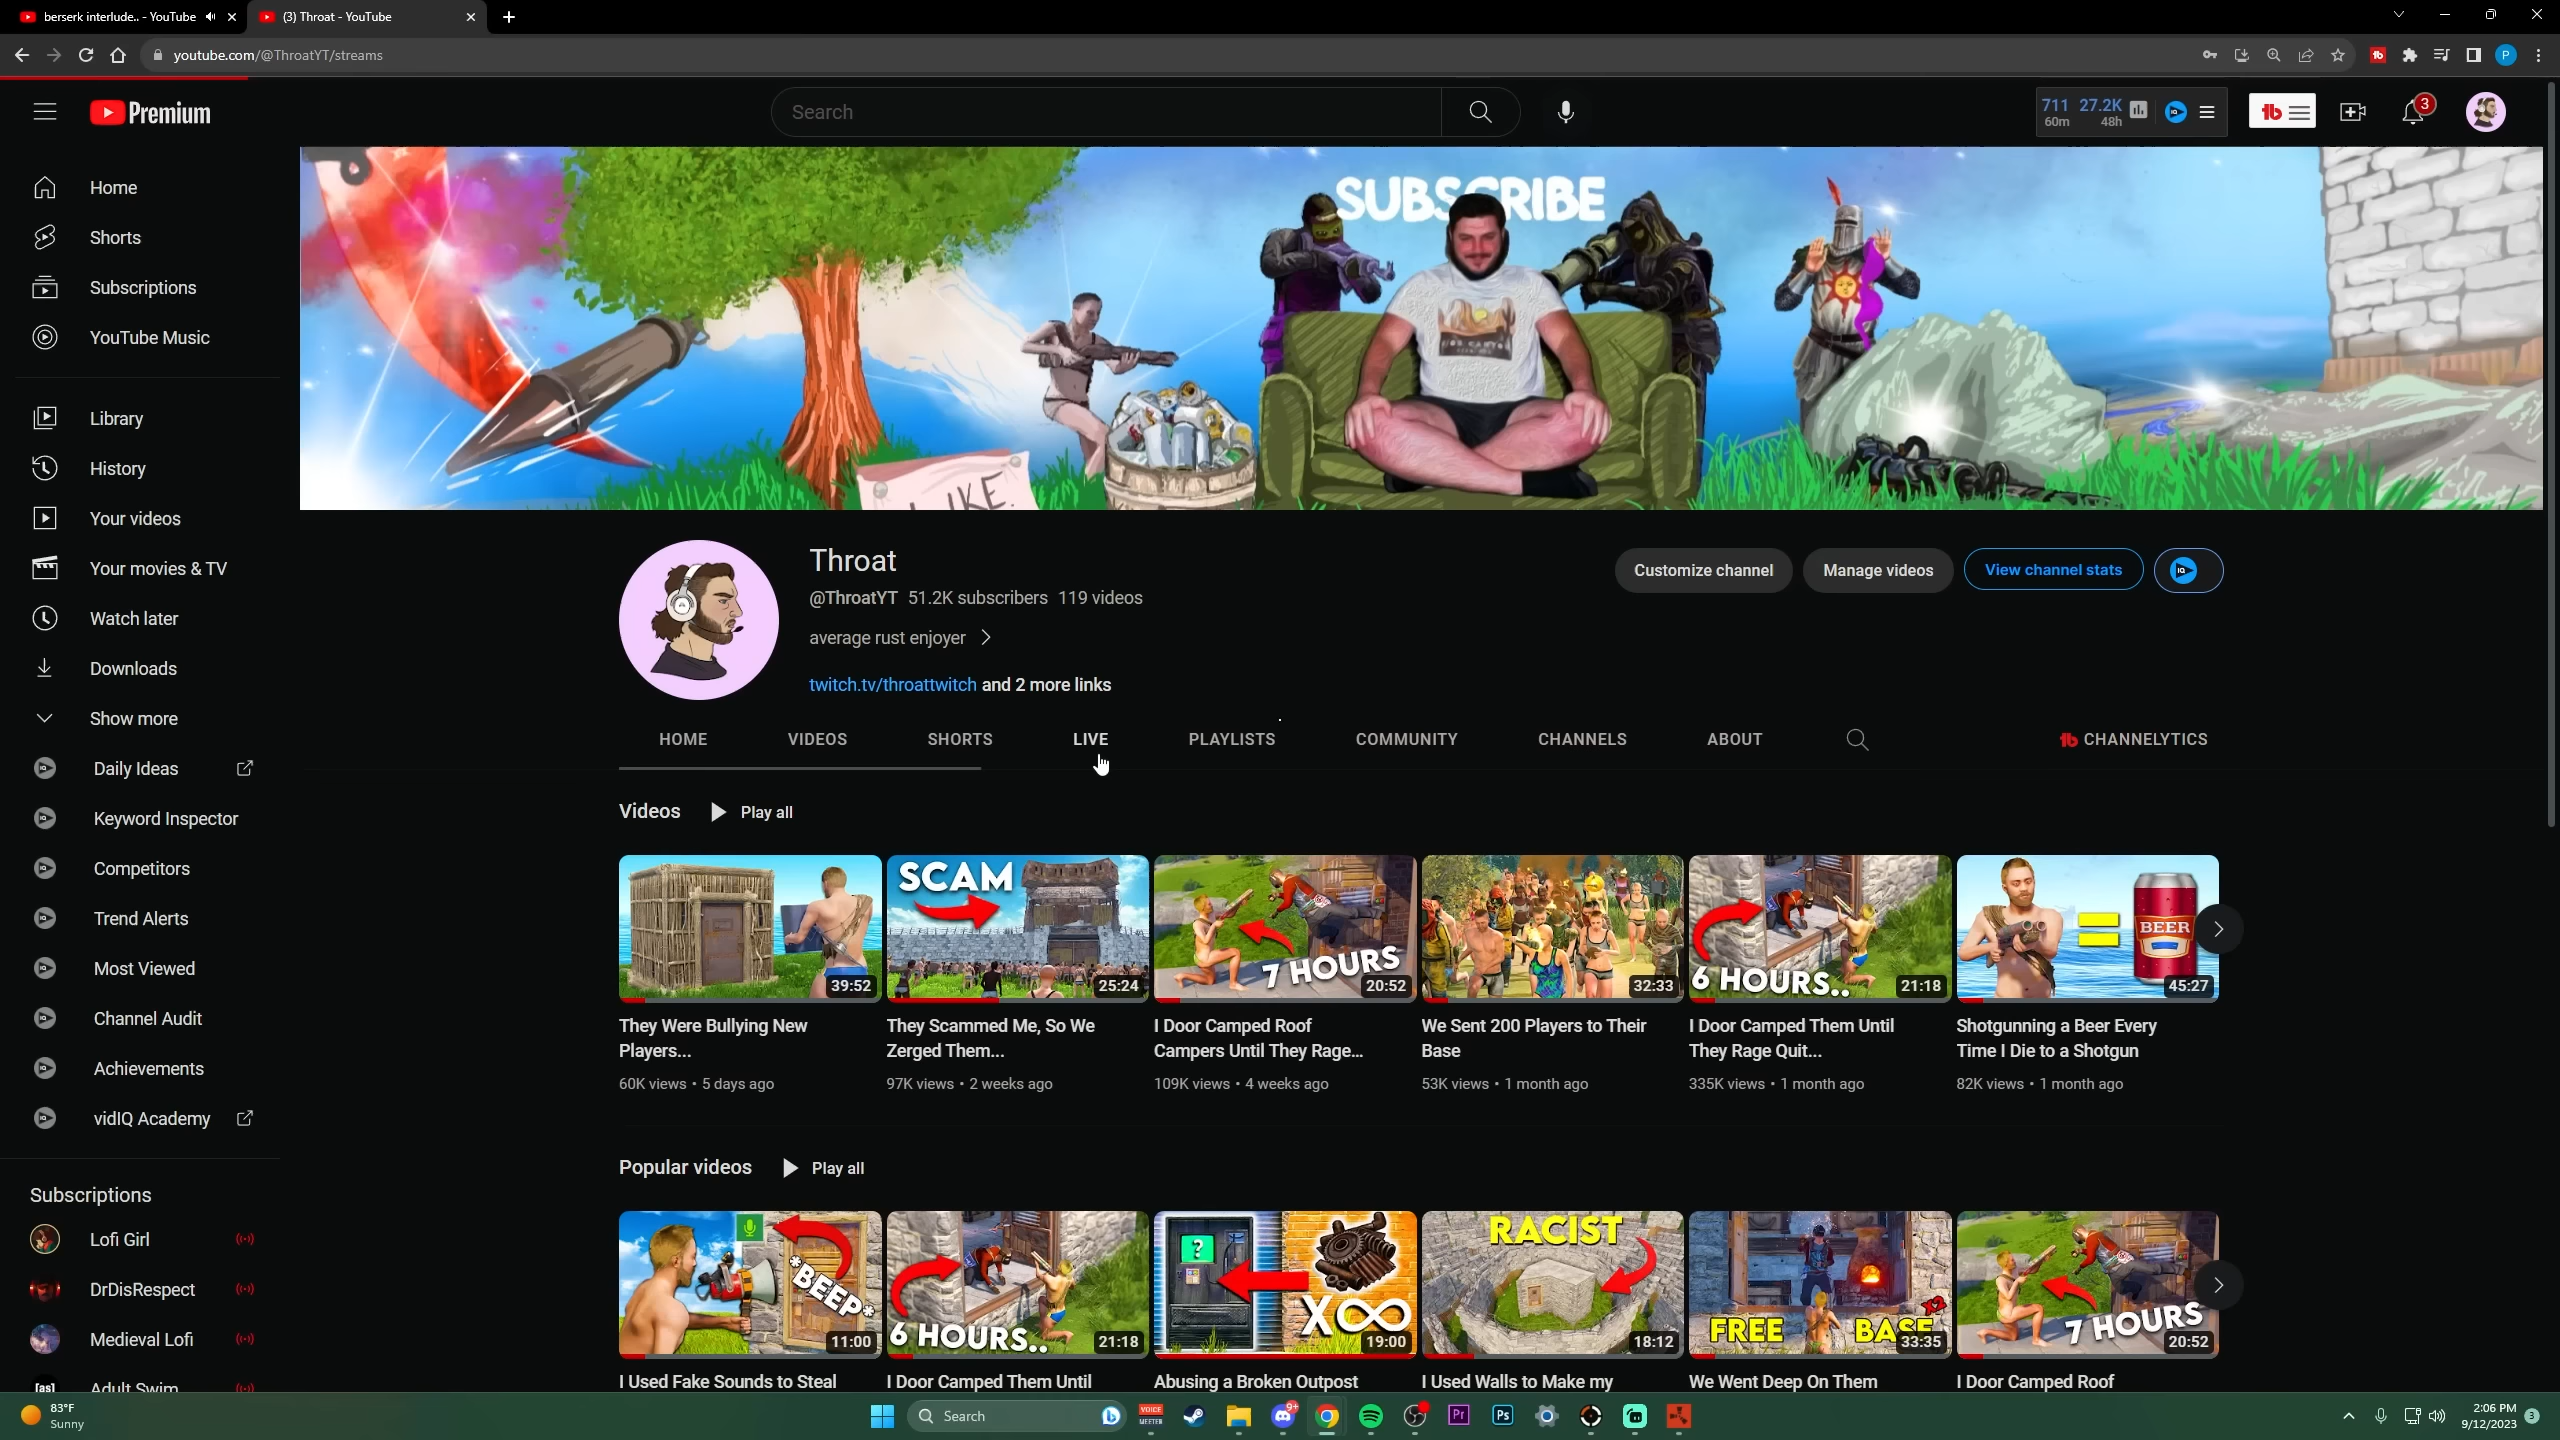 berserk interlude.. - YouTube
(3) Throat - YouTube
youtube.com/@ThroatYT/streams
P
Premium
Search
711 27.2K
60m 48h
3
Home
Shorts
Subscriptions
YouTube Music
Library
History
Your videos
Your movies & TV
Watch later
Downloads
Show more
Daily Ideas
Keyword Inspector
Competitors
Trend Alerts
Most Viewed
Channel Audit
Achievements
vidIQ Academy
Subscriptions
Lofi Girl
DrDisRespect
Medieval Lofi
[as] Adult Swim
SUBSCRIBE
LIKE.
Throat
@ThroatYT 51.2K subscribers 119 videos
average rust enjoyer
twitch.tv/throattwitch and 2 more links
Customize channel
Manage videos
View channel stats
HOME VIDEOS SHORTS LIVE PLAYLISTS COMMUNITY CHANNELS ABOUT CHANNELYTICS
Videos Play all
39:52
SCAM
25:24
7 HOURS
20:52
32:33
6 HOURS..
21:18
BEER
45:27
They Were Bullying New
Players...
60K views • 5 days ago
They Scammed Me, So We
Zerged Them...
97K views • 2 weeks ago
I Door Camped Roof
Campers Until They Rage...
109K views • 4 weeks ago
We Sent 200 Players to Their
Base
53K views • 1 month ago
I Door Camped Them Until
They Rage Quit...
335K views • 1 month ago
Shotgunning a Beer Every
Time I Die to a Shotgun
82K views • 1 month ago
Popular videos Play all
*BEEP*
11:00
6 HOURS..
21:18
?
X∞
19:00
RACIST
18:12
FREE BASE
X2
33:35
7 HOURS
20:52
I Used Fake Sounds to Steal
I Door Camped Them Until
Abusing a Broken Outpost
I Used Walls to Make my
We Went Deep On Them
I Door Camped Roof
83°F
Sunny
Search
VOICE
MEETER
9+
Pr
Ps
2:06 PM
9/12/2023
3